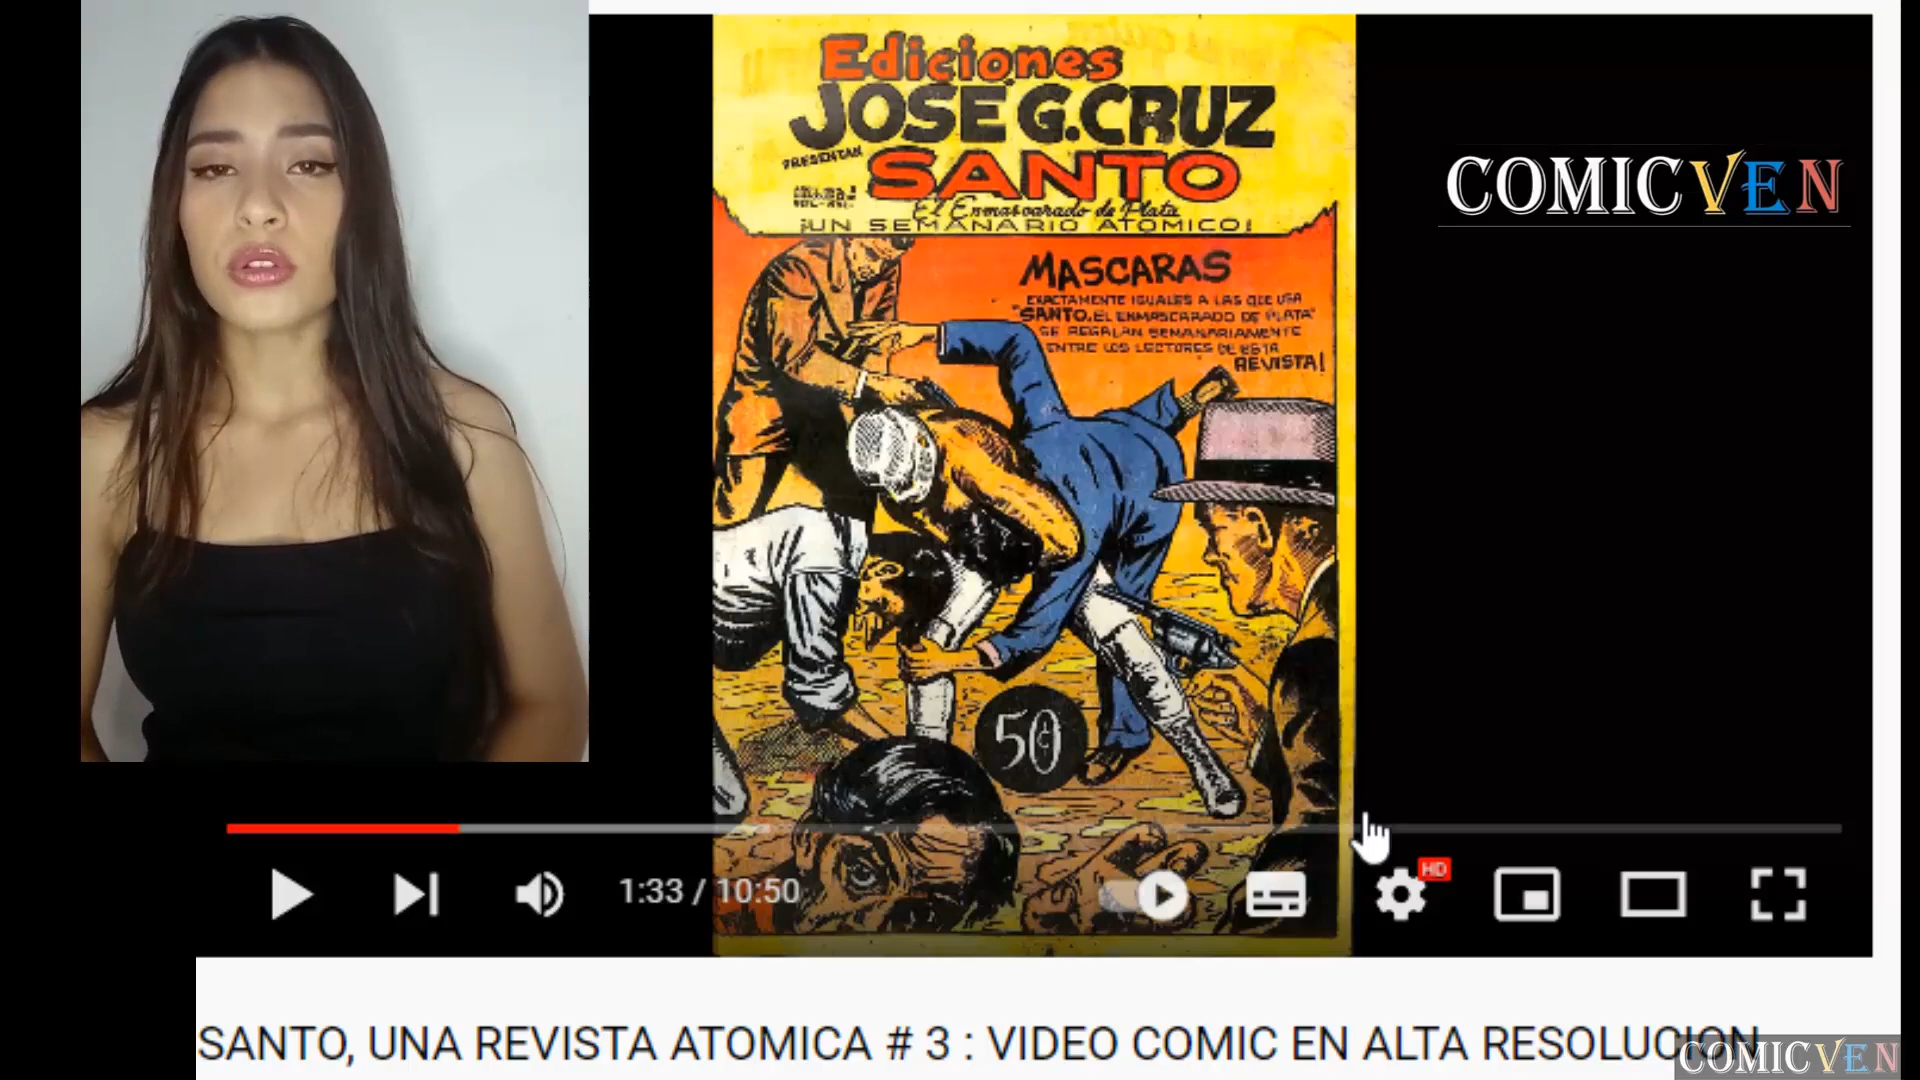 Ediciones
JOSE G. CRUZ
PRESENTAN
SANTO
El Enmascarado de Plata
¡UN SEMANARIO ATOMICO!
MASCARAS
EXACTAMENTE IGUALES A LAS QUE USA
"SANTO, EL ENMASCARADO DE PLATA"
SE REGALAN SEMANARIAMENTE
ENTRE LOS LECTORES DE ESTA
REVISTA!
50¢
COMICVEN
1:33 / 10:50
HD
SANTO, UNA REVISTA ATOMICA # 3 : VIDEO COMIC EN ALTA RESOLUCION
COMICVEN